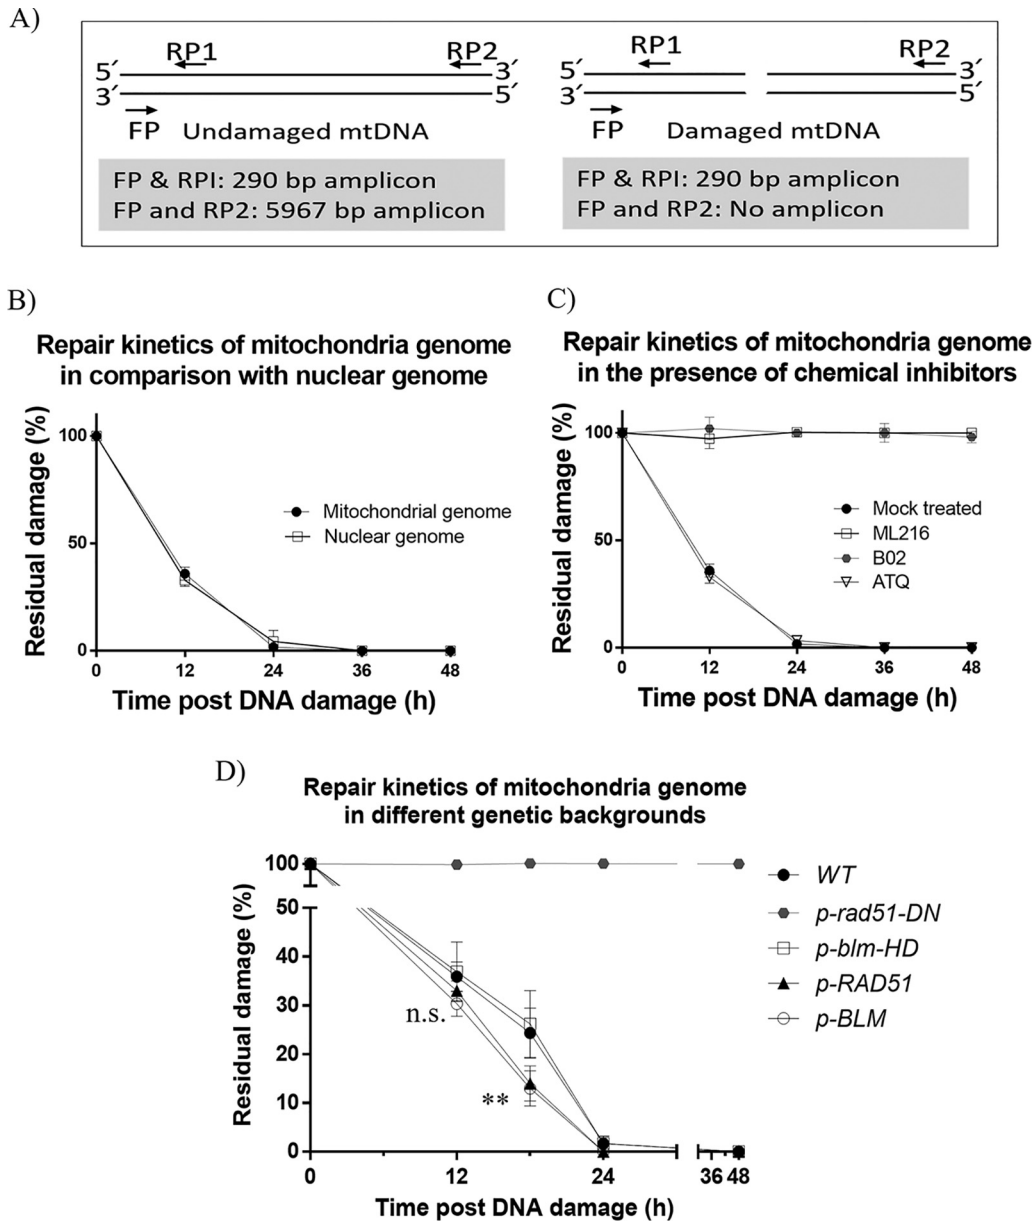 A)
RP1 RP2
5′ 3′
3′ 5′
FP Undamaged mtDNA
FP & RPI: 290 bp amplicon
FP and RP2: 5967 bp amplicon
RP1 RP2
5′ 3′
3′ 5′
FP Damaged mtDNA
FP & RPI: 290 bp amplicon
FP and RP2: No amplicon
B)
Repair kinetics of mitochondria genome
in comparison with nuclear genome
Residual damage (%)
100
50
0
Mitochondrial genome
Nuclear genome
0 12 24 36 48
Time post DNA damage (h)
C)
Repair kinetics of mitochondria genome
in the presence of chemical inhibitors
Residual damage (%)
100
50
0
Mock treated
ML216
B02
ATQ
0 12 24 36 48
Time post DNA damage (h)
D)
Repair kinetics of mitochondria genome
in different genetic backgrounds
Residual damage (%)
100
50
40
30
20
10
0
n.s.
**
WT
p-rad51-DN
p-blm-HD
p-RAD51
p-BLM
0 12 24 36 48
Time post DNA damage (h)